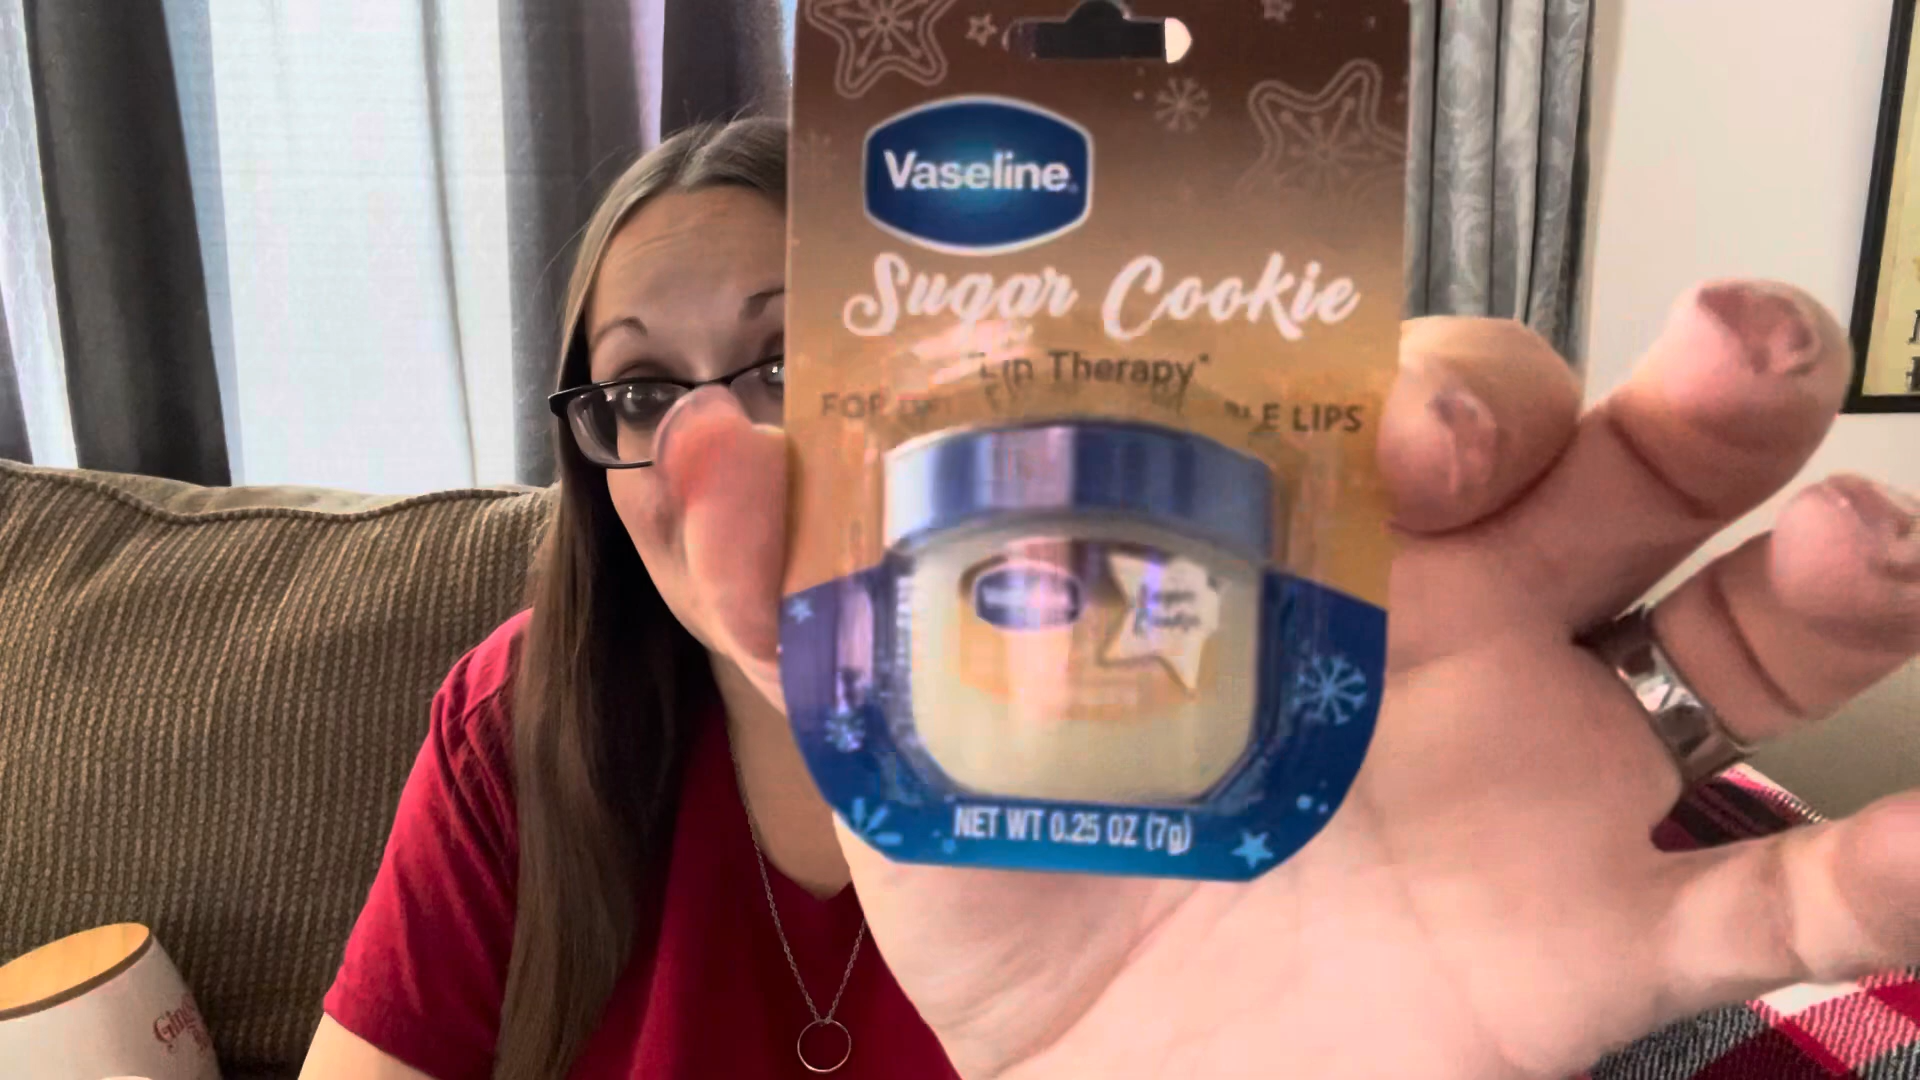 Vaseline
Sugar Cookie
Lip Therapy
LIPS
NET WT 0.25 OZ (7g)